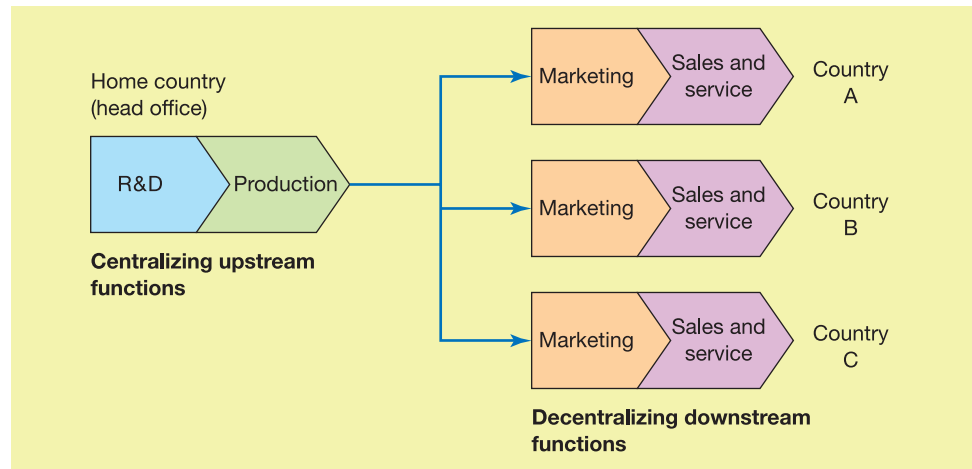 Home country
(head office)
R&D
Production
Centralizing upstream
functions
Marketing
Sales and
service
Country
A
Marketing
Sales and
service
Country
B
Marketing
Sales and
service
Country
C
Decentralizing downstream
functions